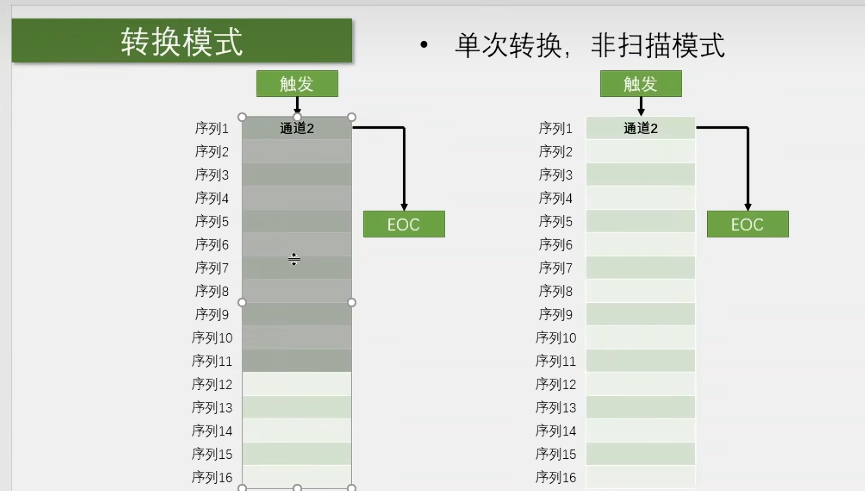 转换模式
• 单次转换，非扫描模式
触发
序列1 通道2
序列2
序列3
序列4
序列5
EOC
序列6
序列7
序列8
序列9
序列10
序列11
序列12
序列13
序列14
序列15
序列16
触发
序列1 通道2
序列2
序列3
序列4
序列5
EOC
序列6
序列7
序列8
序列9
序列10
序列11
序列12
序列13
序列14
序列15
序列16